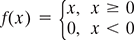 f(x) = { x, x ≥ 0
0, x < 0